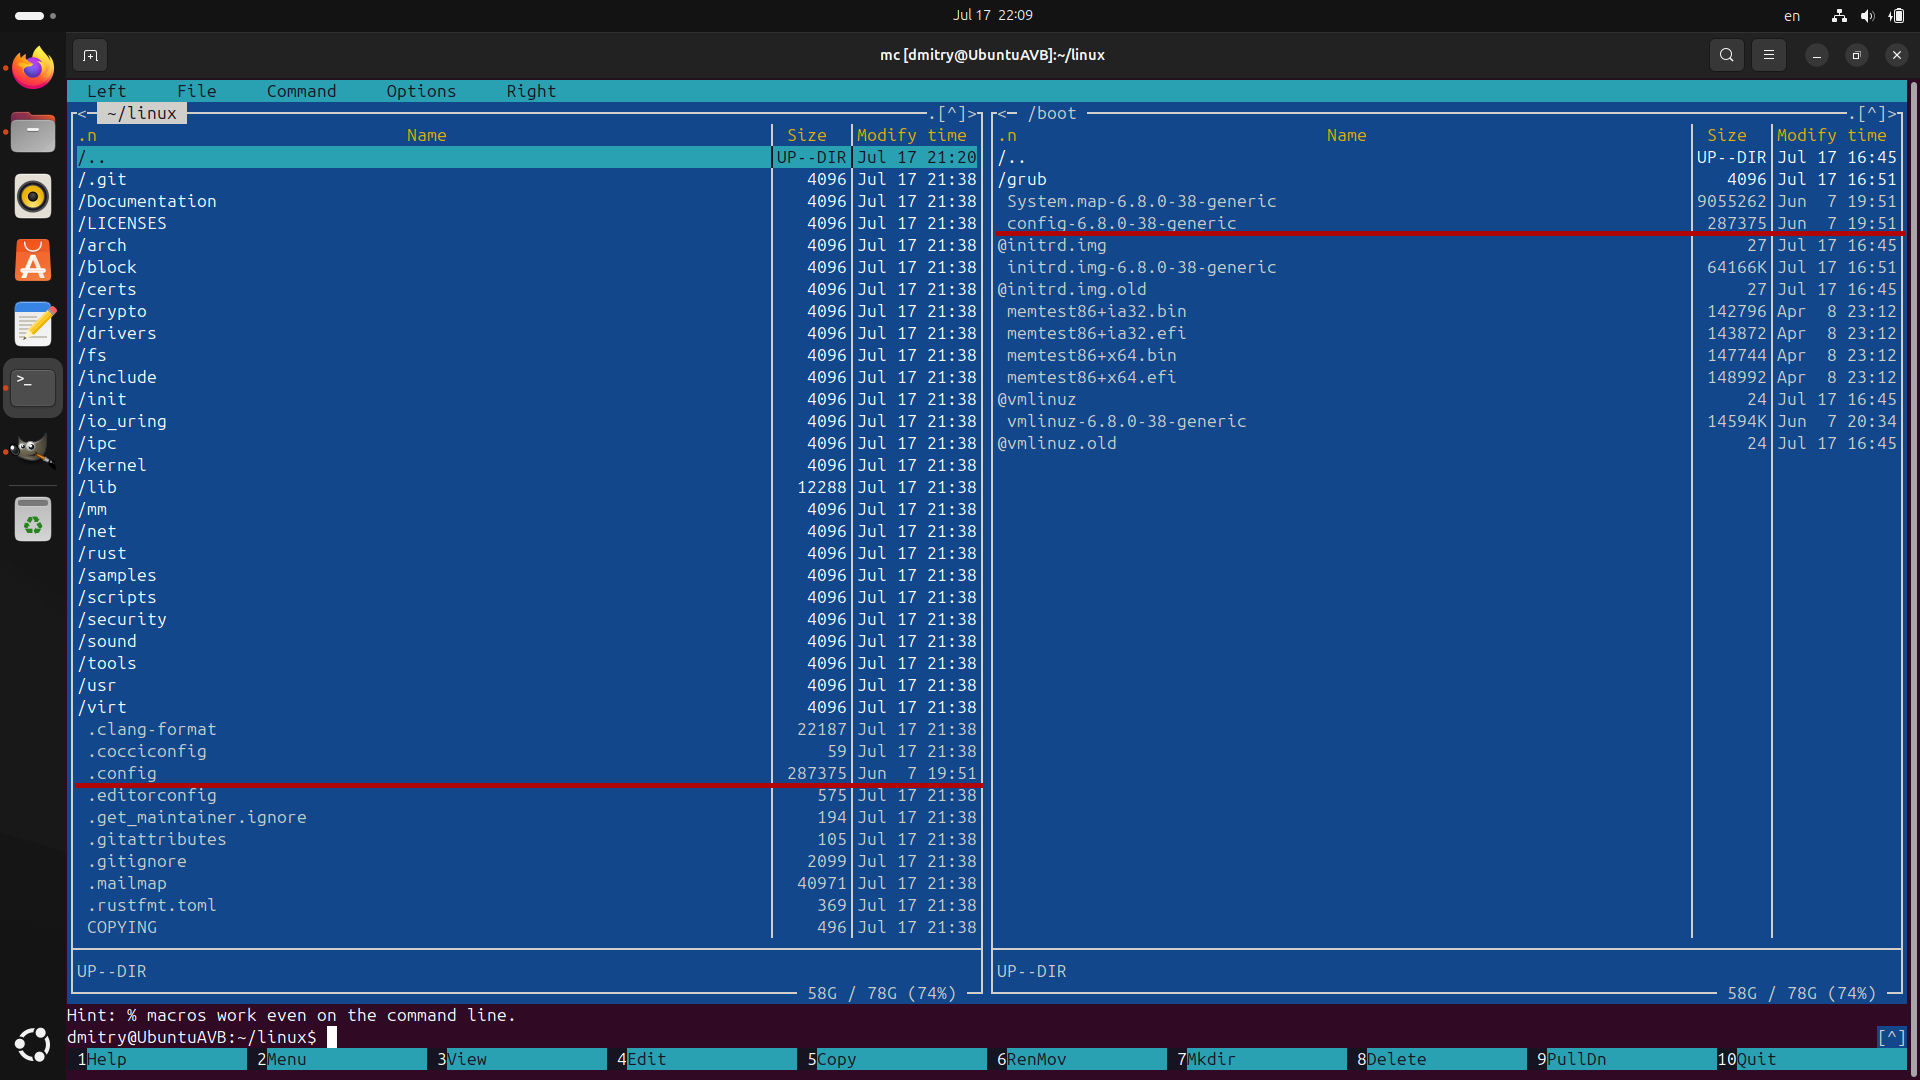 Jul 17 22:09
en
mc [dmitry@UbuntuAVB]:~/linux
Left File Command Options Right
<─ ~/linux .[^]>
.n Name Size Modify time
/.. UP--DIR Jul 17 21:20
/.git 4096 Jul 17 21:38
/Documentation 4096 Jul 17 21:38
/LICENSES 4096 Jul 17 21:38
/arch 4096 Jul 17 21:38
/block 4096 Jul 17 21:38
/certs 4096 Jul 17 21:38
/crypto 4096 Jul 17 21:38
/drivers 4096 Jul 17 21:38
/fs 4096 Jul 17 21:38
/include 4096 Jul 17 21:38
/init 4096 Jul 17 21:38
/io_uring 4096 Jul 17 21:38
/ipc 4096 Jul 17 21:38
/kernel 4096 Jul 17 21:38
/lib 12288 Jul 17 21:38
/mm 4096 Jul 17 21:38
/net 4096 Jul 17 21:38
/rust 4096 Jul 17 21:38
/samples 4096 Jul 17 21:38
/scripts 4096 Jul 17 21:38
/security 4096 Jul 17 21:38
/sound 4096 Jul 17 21:38
/tools 4096 Jul 17 21:38
/usr 4096 Jul 17 21:38
/virt 4096 Jul 17 21:38
.clang-format 22187 Jul 17 21:38
.cocciconfig 59 Jul 17 21:38
.config 287375 Jun 7 19:51
.editorconfig 575 Jul 17 21:38
.get_maintainer.ignore 194 Jul 17 21:38
.gitattributes 105 Jul 17 21:38
.gitignore 2099 Jul 17 21:38
.mailmap 40971 Jul 17 21:38
.rustfmt.toml 369 Jul 17 21:38
COPYING 496 Jul 17 21:38
UP--DIR
58G / 78G (74%)
<─ /boot .[^]>
.n Name Size Modify time
/.. UP--DIR Jul 17 16:45
/grub 4096 Jul 17 16:51
System.map-6.8.0-38-generic 9055262 Jun 7 19:51
config-6.8.0-38-generic 287375 Jun 7 19:51
@initrd.img 27 Jul 17 16:45
initrd.img-6.8.0-38-generic 64166K Jul 17 16:51
@initrd.img.old 27 Jul 17 16:45
memtest86+ia32.bin 142796 Apr 8 23:12
memtest86+ia32.efi 143872 Apr 8 23:12
memtest86+x64.bin 147744 Apr 8 23:12
memtest86+x64.efi 148992 Apr 8 23:12
@vmlinuz 24 Jul 17 16:45
vmlinuz-6.8.0-38-generic 14594K Jun 7 20:34
@vmlinuz.old 24 Jul 17 16:45
UP--DIR
58G / 78G (74%)
Hint: % macros work even on the command line.
dmitry@UbuntuAVB:~/linux$ [^]
1Help 2Menu 3View 4Edit 5Copy 6RenMov 7Mkdir 8Delete 9PullDn 10Quit